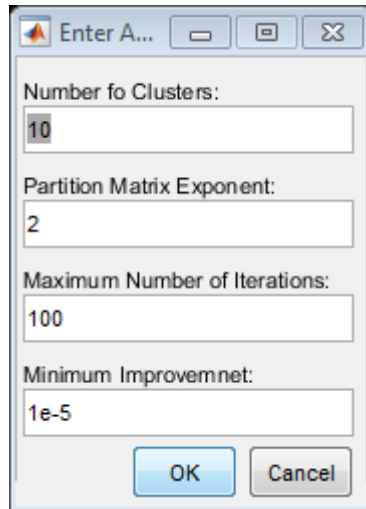 Enter A...
Number fo Clusters:
10
Partition Matrix Exponent:
2
Maximum Number of Iterations:
100
Minimum Improvemnet:
1e-5
OK Cancel